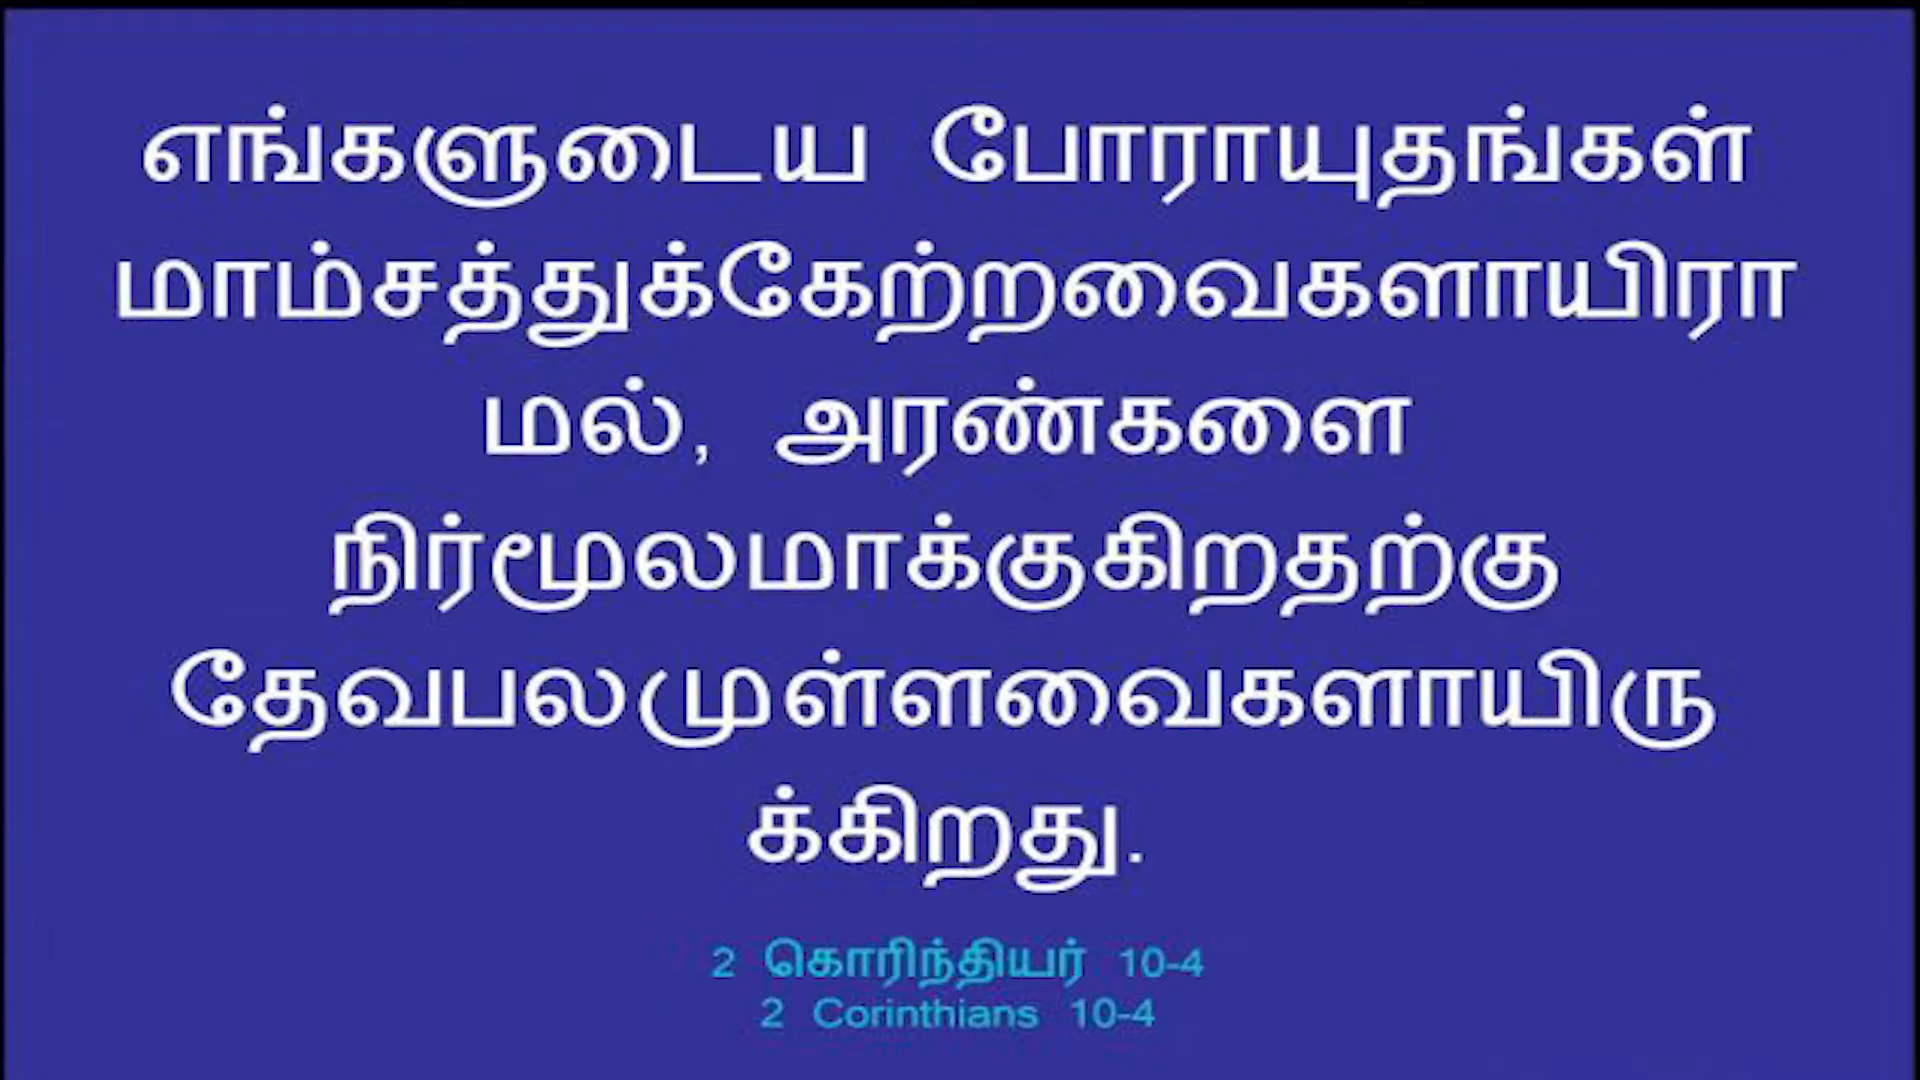 எங்களுடைய போராயுதங்கள்
மாம்சத்துக்கேற்றவைகளாயிரா
மல், அரண்களை
நிர்மூலமாக்குகிறதற்கு
தேவபலமுள்ளவைகளாயிரு
க்கிறது.
2 கொரிந்தியர் 10-4
2 Corinthians 10-4